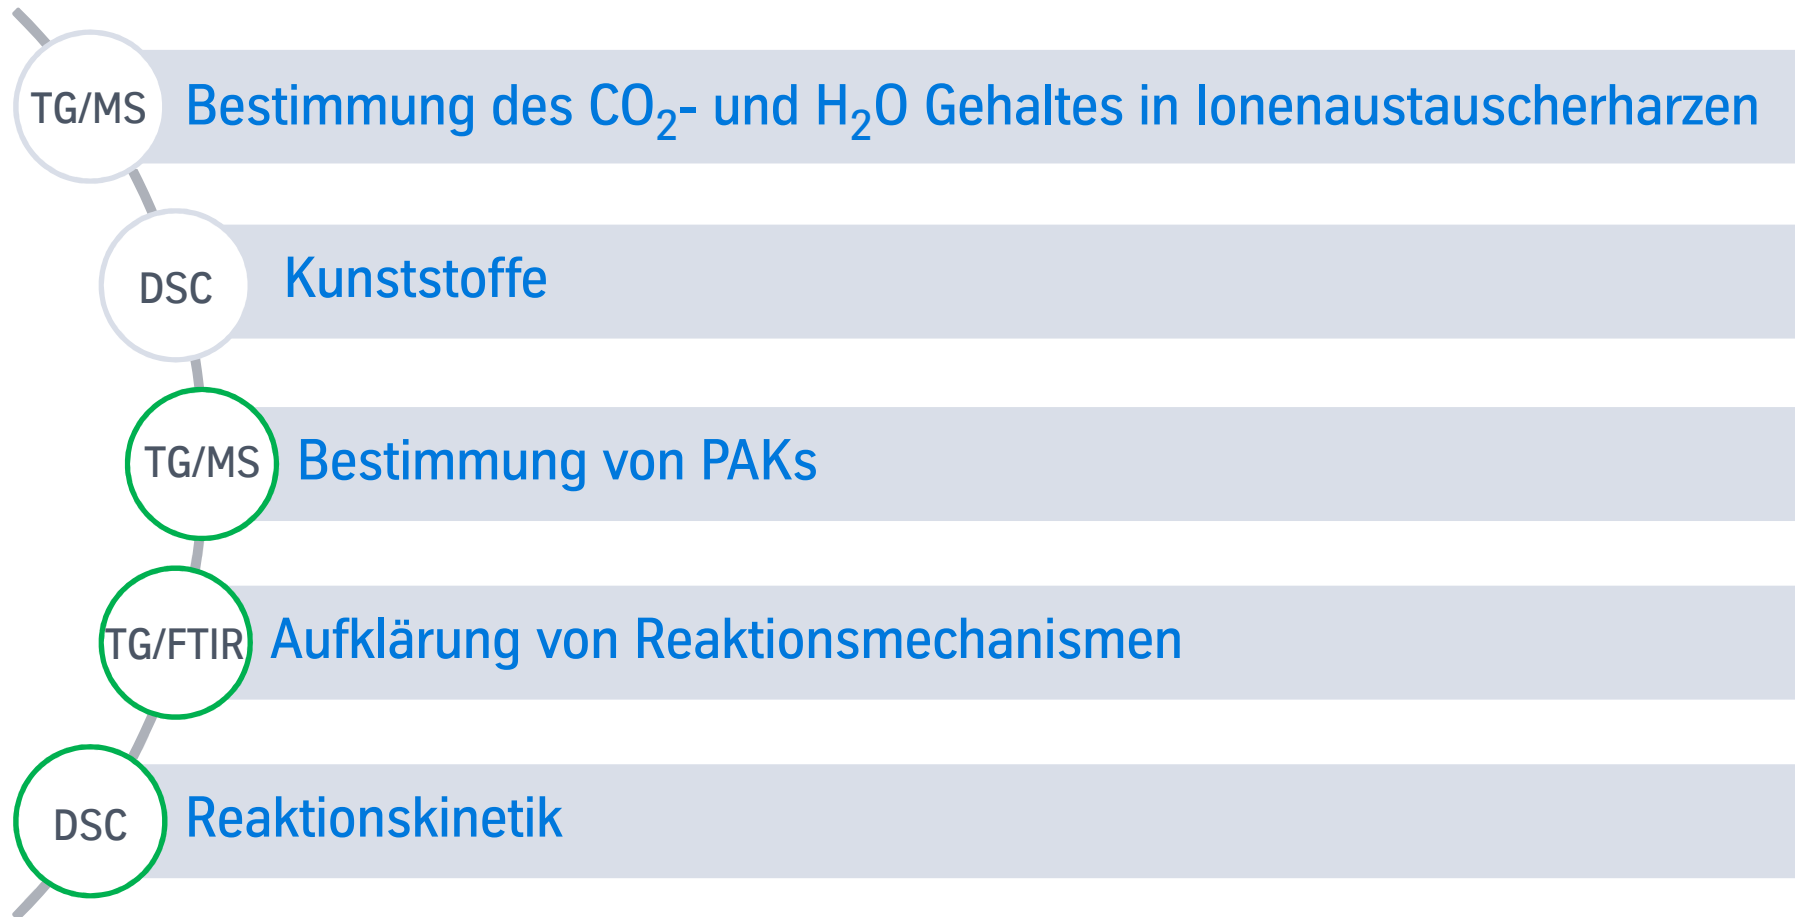 TG/MS Bestimmung des CO₂- und H₂O Gehaltes in Ionenaustauscherharzen
DSC Kunststoffe
TG/MS Bestimmung von PAKs
TG/FTIR Aufklärung von Reaktionsmechanismen
DSC Reaktionskinetik